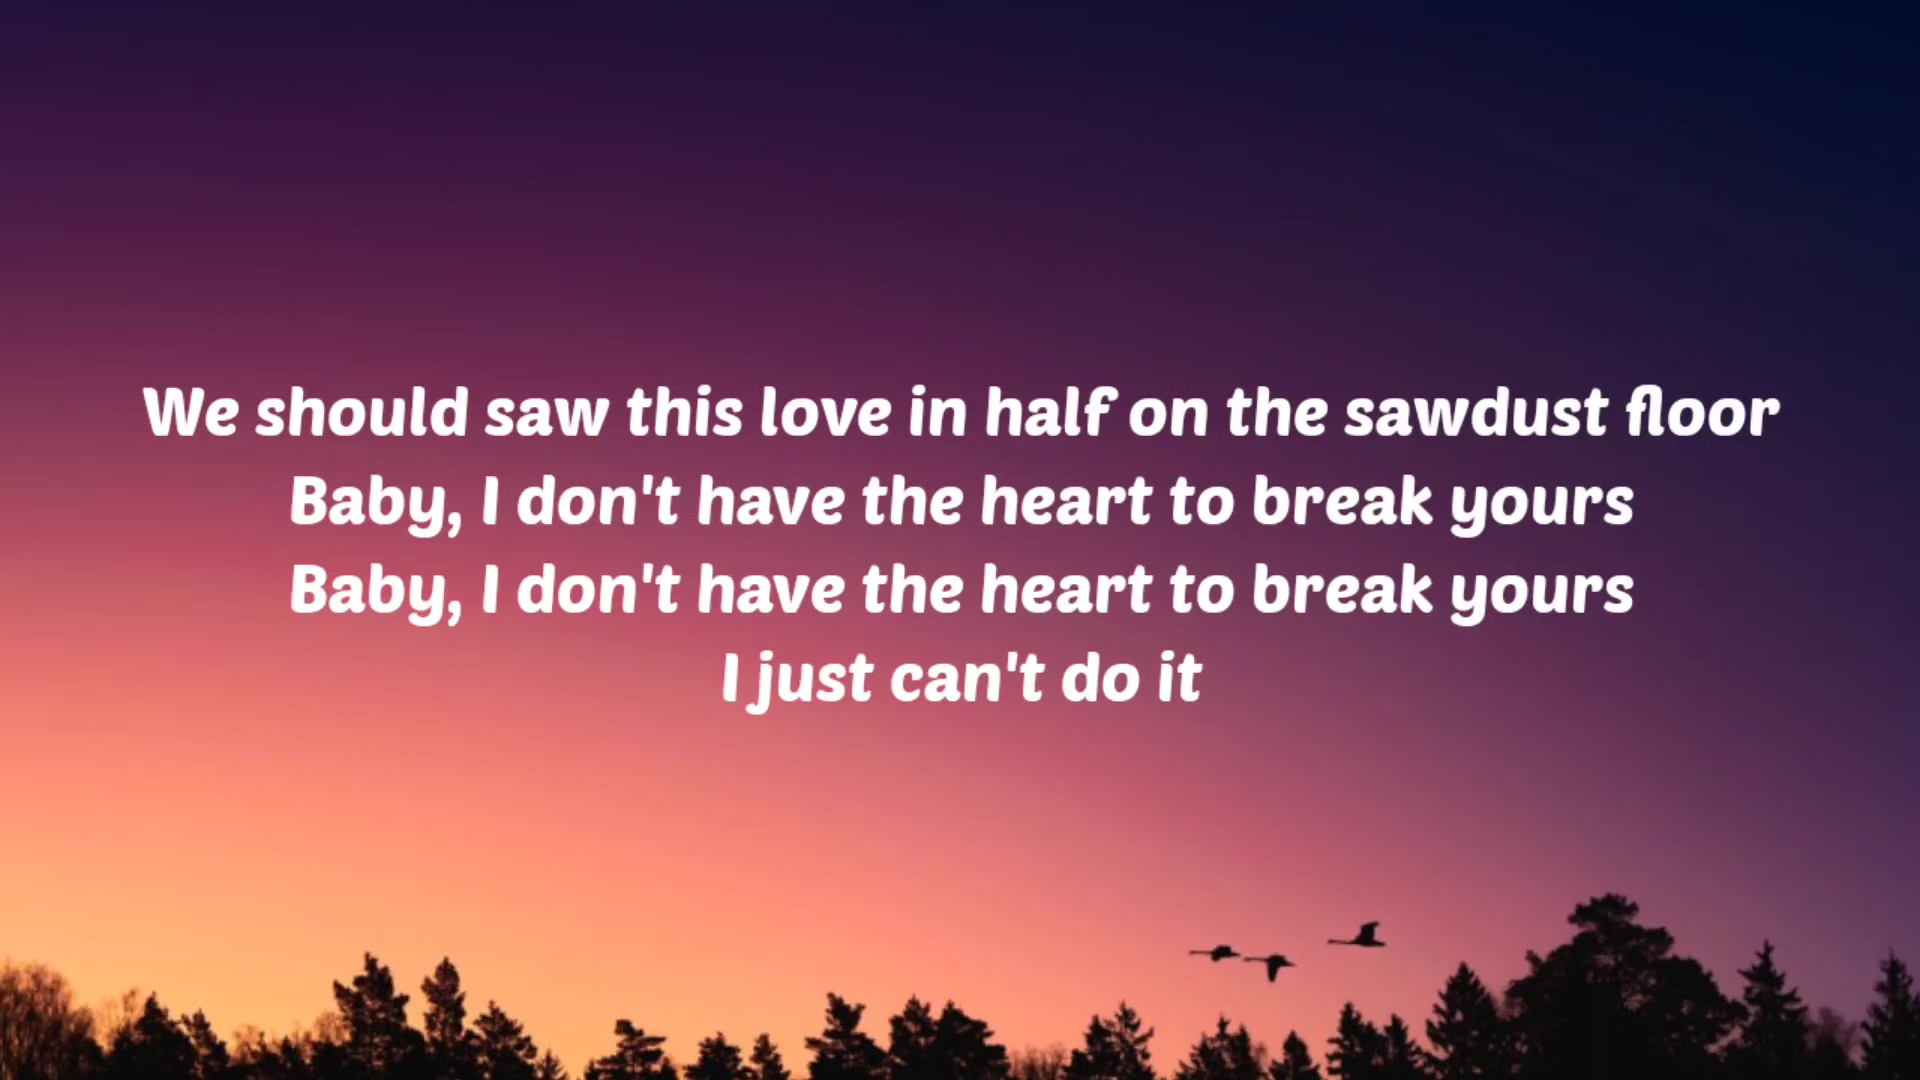 We should saw this love in half on the sawdust floor
Baby, I don't have the heart to break yours
Baby, I don't have the heart to break yours
I just can't do it